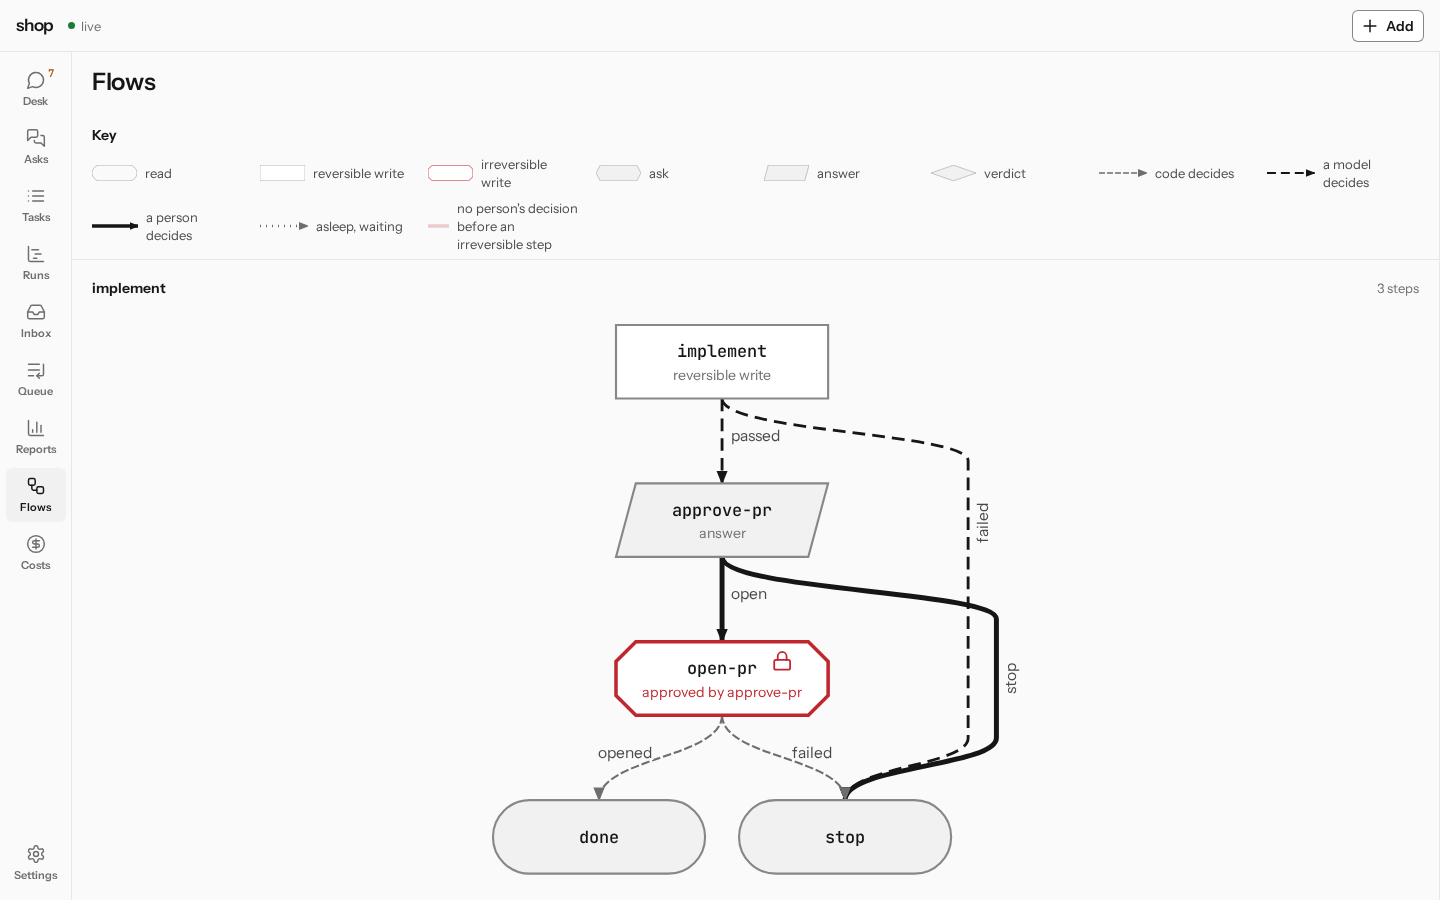 shop
live
Add
7
Desk
Asks
Tasks
Runs
Inbox
Queue
Reports
Flows
Costs
Settings
Flows
Key
read
reversible write
irreversible
write
ask
answer
verdict
code decides
a model
decides
a person
decides
asleep, waiting
no person's decision
before an
irreversible step
implement
3 steps
implement
reversible write
passed
failed
approve-pr
answer
open
stop
open-pr
approved by approve-pr
opened
failed
done
stop